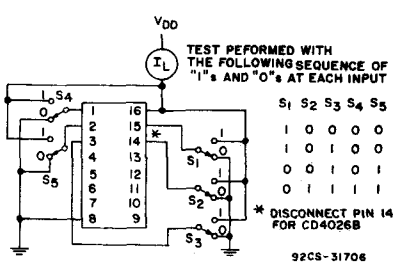 VDD
IL
TEST PEFORMED WITH
THE FOLLOWING SEQUENCE OF
"1"s AND "0"s AT EACH INPUT
S1 S2 S3 S4 S5
1 0 0 0 0
1 0 1 0 0
0 0 1 0 1
0 1 1 1 1
* DISCONNECT PIN 14
FOR CD4026B
92CS-31706
1 S4
0
1
0
S5
1 16
2 15
3 14 *
4 13
5 12
6 11
7 10
8 9
1
S1 0
1
S2 0
1
S3 0